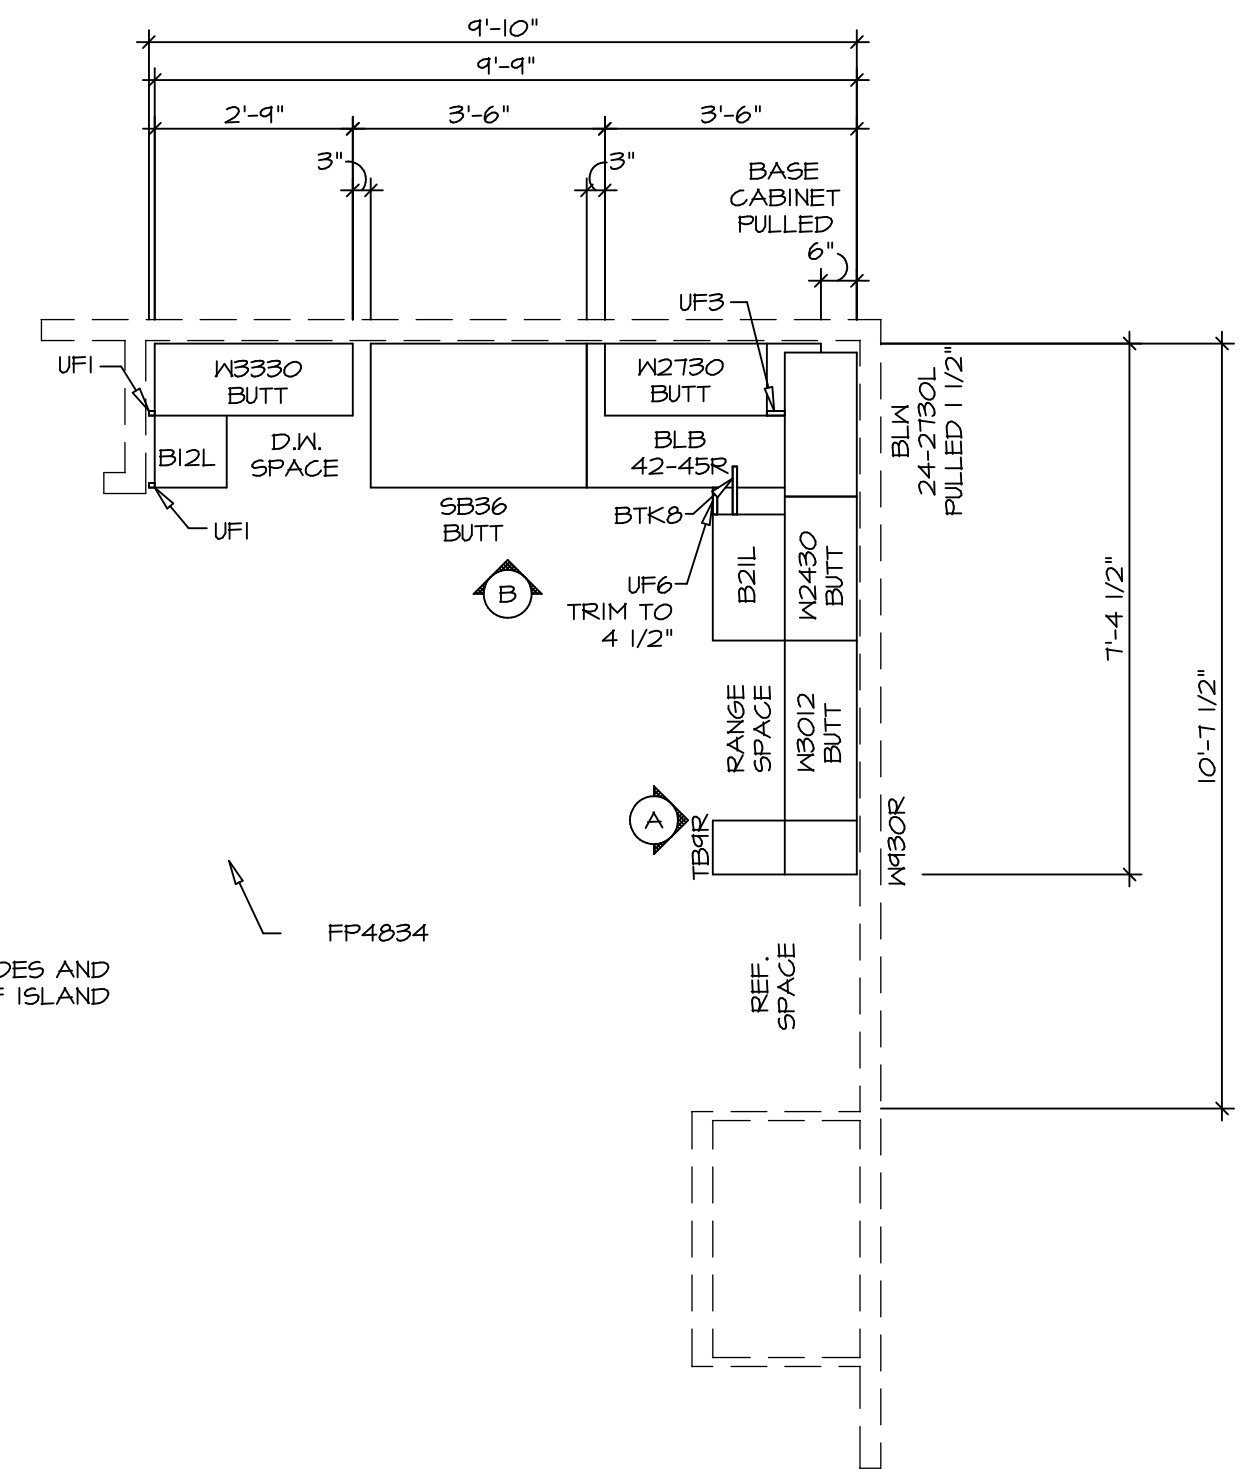 9'-10"
9'-9"
2'-9"
3'-6"
3'-6"
3"
3"
BASE
CABINET
PULLED
6"
UF3
UF1
W3330
BUTT
W2730
BUTT
B12L
D.W.
SPACE
BLB
42-45R
BLW
24-2730L
PULLED 1 1/2"
UF1
SB36
BUTT
BTK8
B
UF6
TRIM TO
4 1/2"
B21L
W2430
BUTT
7'-4 1/2"
RANGE
SPACE
W3012
BUTT
10'-7 1/2"
A
TB9R
W930R
FP4834
DES AND
F ISLAND
REF.
SPACE